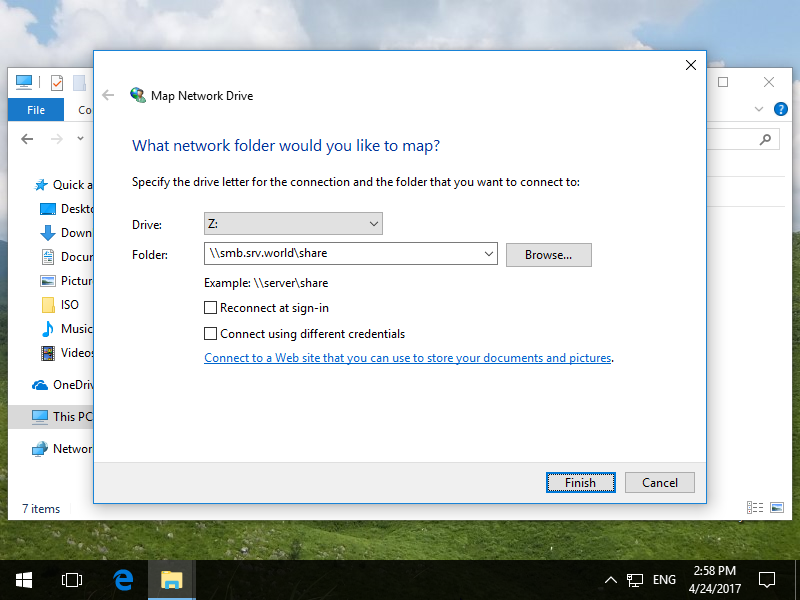 Map Network Drive
File
Co
What network folder would you like to map?
Specify the drive letter for the connection and the folder that you want to connect to:
Drive:
Z:
Folder:
\\smb.srv.world\share
Browse...
Example: \\server\share
Reconnect at sign-in
Connect using different credentials
Connect to a Web site that you can use to store your documents and pictures.
Finish
Cancel
Quick a
Deskto
Down
Docur
Pictur
ISO
Music
Videos
OneDriv
This PC
Networ
7 items
ENG
2:58 PM
4/24/2017